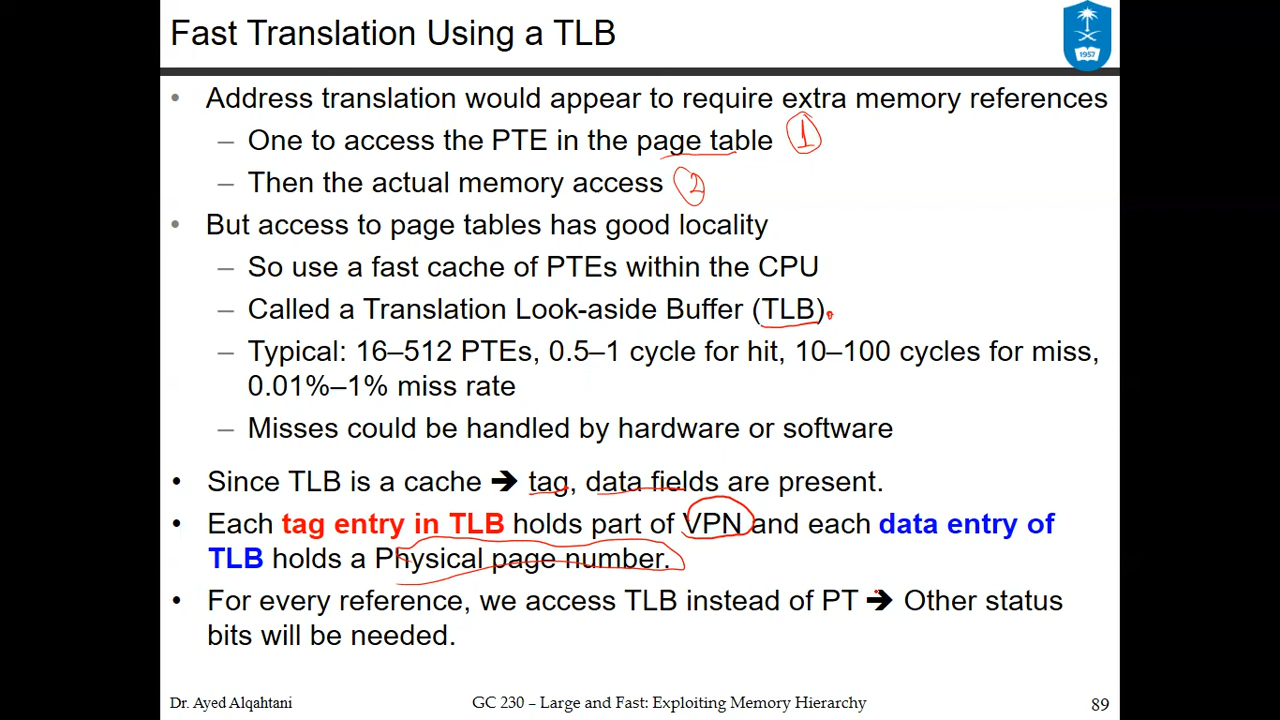 Fast Translation Using a TLB
1957
• Address translation would appear to require extra memory references
– One to access the PTE in the page table 1
– Then the actual memory access 2
• But access to page tables has good locality
– So use a fast cache of PTEs within the CPU
– Called a Translation Look-aside Buffer (TLB).
– Typical: 16–512 PTEs, 0.5–1 cycle for hit, 10–100 cycles for miss,
0.01%–1% miss rate
– Misses could be handled by hardware or software
• Since TLB is a cache ➔ tag, data fields are present.
• Each tag entry in TLB holds part of VPN and each data entry of
TLB holds a Physical page number.
• For every reference, we access TLB instead of PT ➔ Other status
bits will be needed.
Dr. Ayed Alqahtani GC 230 – Large and Fast: Exploiting Memory Hierarchy 89